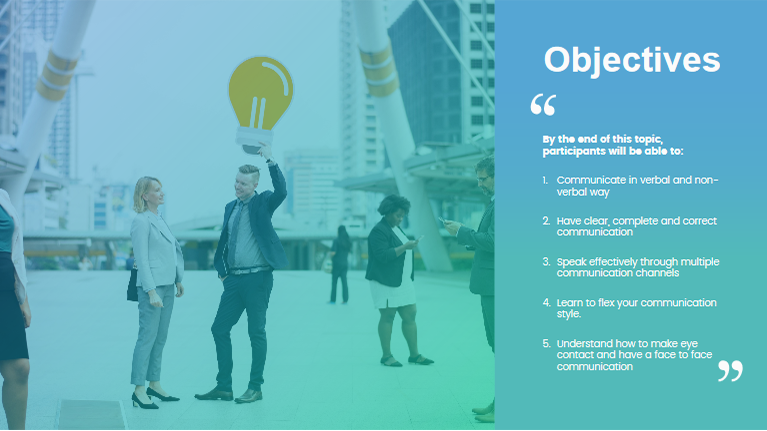 Objectives
“
By the end of this topic,
participants will be able to:
1. Communicate in verbal and non-
verbal way
2. Have clear, complete and correct
communication
3. Speak effectively through multiple
communication channels
4. Learn to flex your communication
style.
5. Understand how to make eye
contact and have a face to face
communication
”